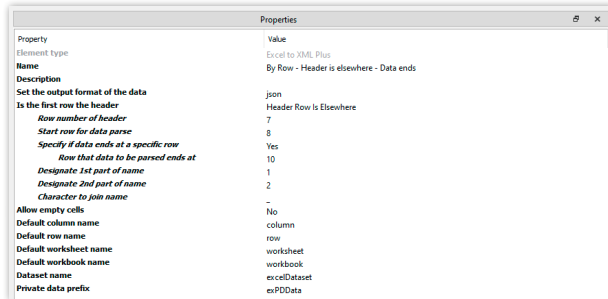 Properties
Property Value
Element type Excel to XML Plus
Name By Row - Header is elsewhere - Data ends
Description
Set the output format of the data json
Is the first row the header Header Row Is Elsewhere
Row number of header 7
Start row for data parse 8
Specify if data ends at a specific row Yes
Row that data to be parsed ends at 10
Designate 1st part of name 1
Designate 2nd part of name 2
Character to join name _
Allow empty cells No
Default column name column
Default row name row
Default worksheet name worksheet
Default workbook name workbook
Dataset name excelDataset
Private data prefix exPDData